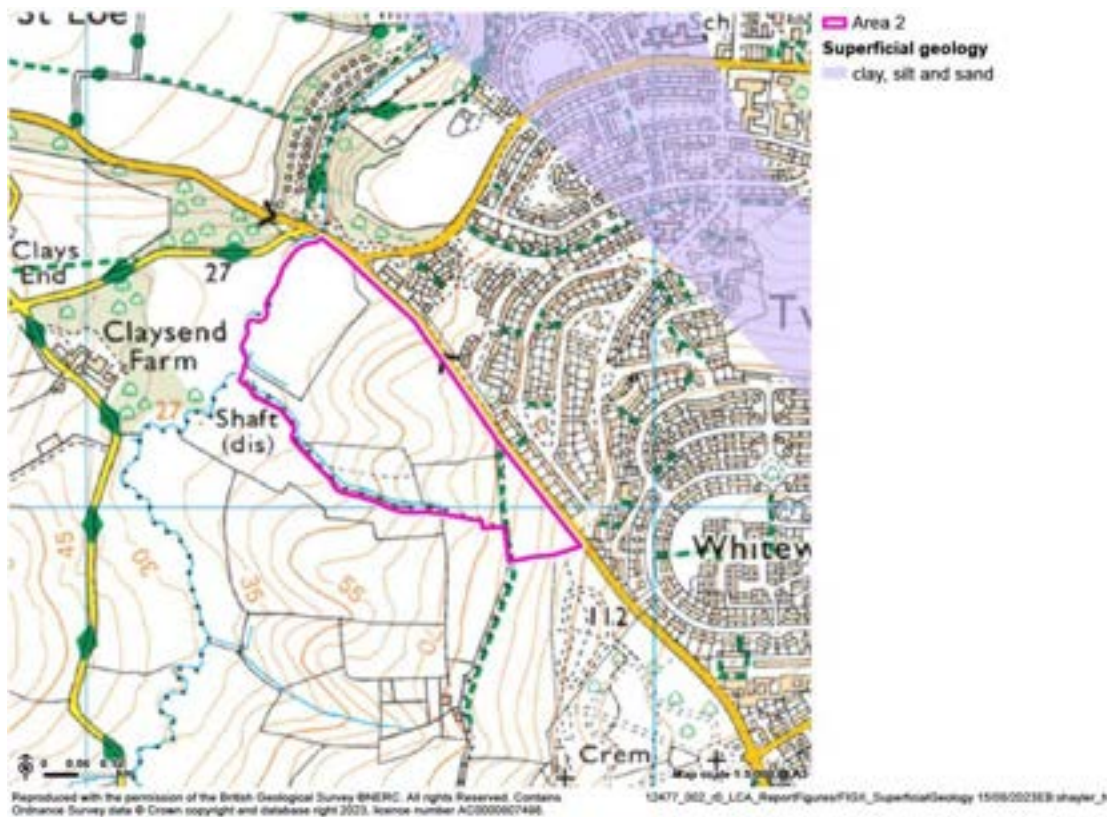 St Loe
Sch
Area 2
Superficial geology
clay, silt and sand
Clays
End
27
Claysend
Farm
27
Shaft
(dis)
45
30
35
55
70
112
Whitew
Tw
Crem
Reproduced with the permission of the British Geological Survey ©NERC. All rights Reserved. Contains
Ordnance Survey data © Crown copyright and database right 2023, licence number